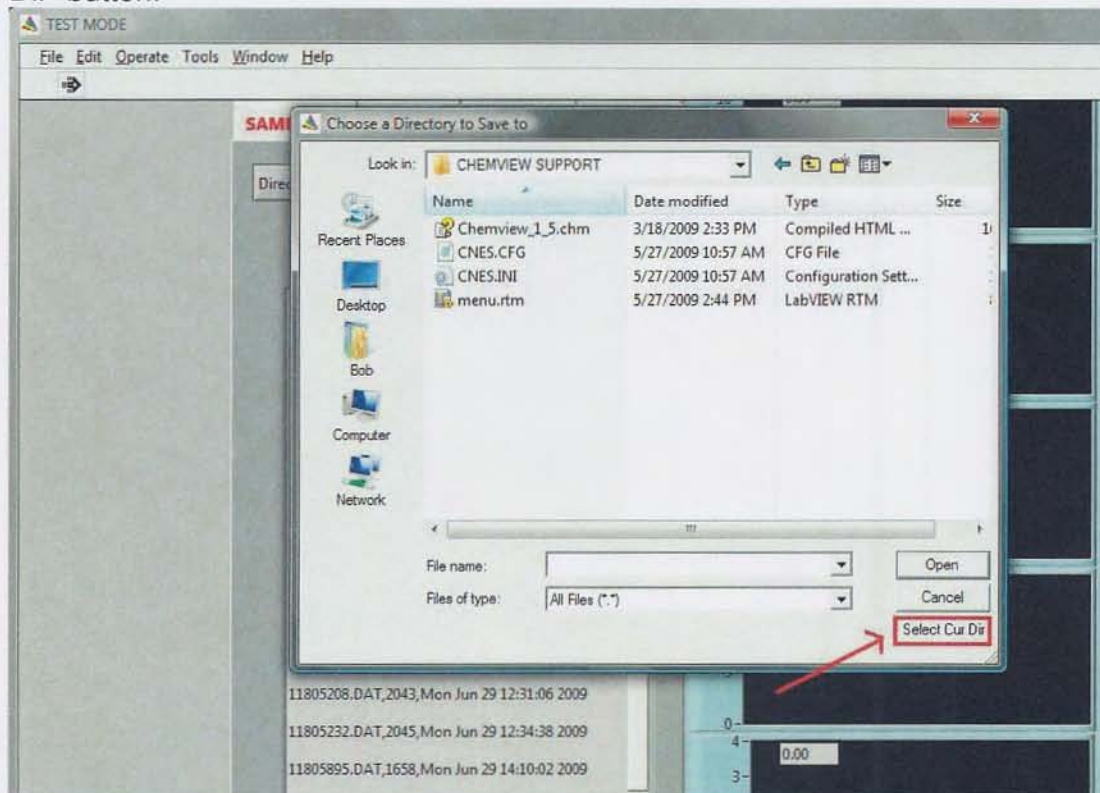 TEST MODE
File Edit Operate Tools Window Help
SAM
Choose a Directory to Save to
Look in: CHEMVIEW SUPPORT
Direc
Name Date modified Type Size
Recent Places
Chemview_1_5.chm 3/18/2009 2:33 PM Compiled HTML ...
CNES.CFG 5/27/2009 10:57 AM CFG File
CNES.INI 5/27/2009 10:57 AM Configuration Sett...
menu.rtm 5/27/2009 2:44 PM LabVIEW RTM
Desktop
Bob
Computer
Network
File name: Open
Files of type: All Files (*.*) Cancel
Select Cur Dir
11805208.DAT,2043,Mon Jun 29 12:31:06 2009
11805232.DAT,2045,Mon Jun 29 12:34:38 2009
11805895.DAT,1658,Mon Jun 29 14:10:02 2009
0-
4-
0.00
3-